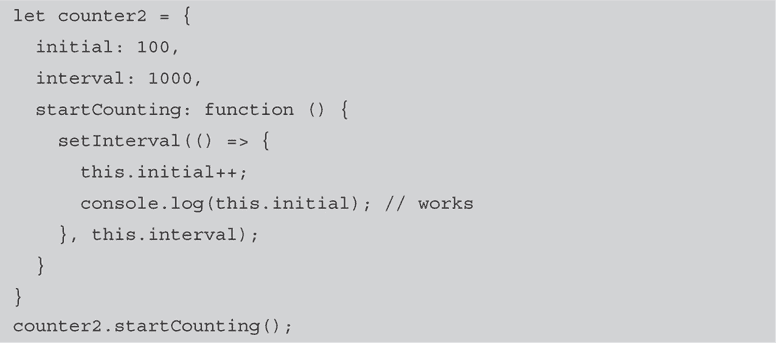 let counter2 = {
  initial: 100,
  interval: 1000,
  startCounting: function () {
    setInterval(() => {
      this.initial++;
      console.log(this.initial); // works
    }, this.interval);
  }
}
counter2.startCounting();